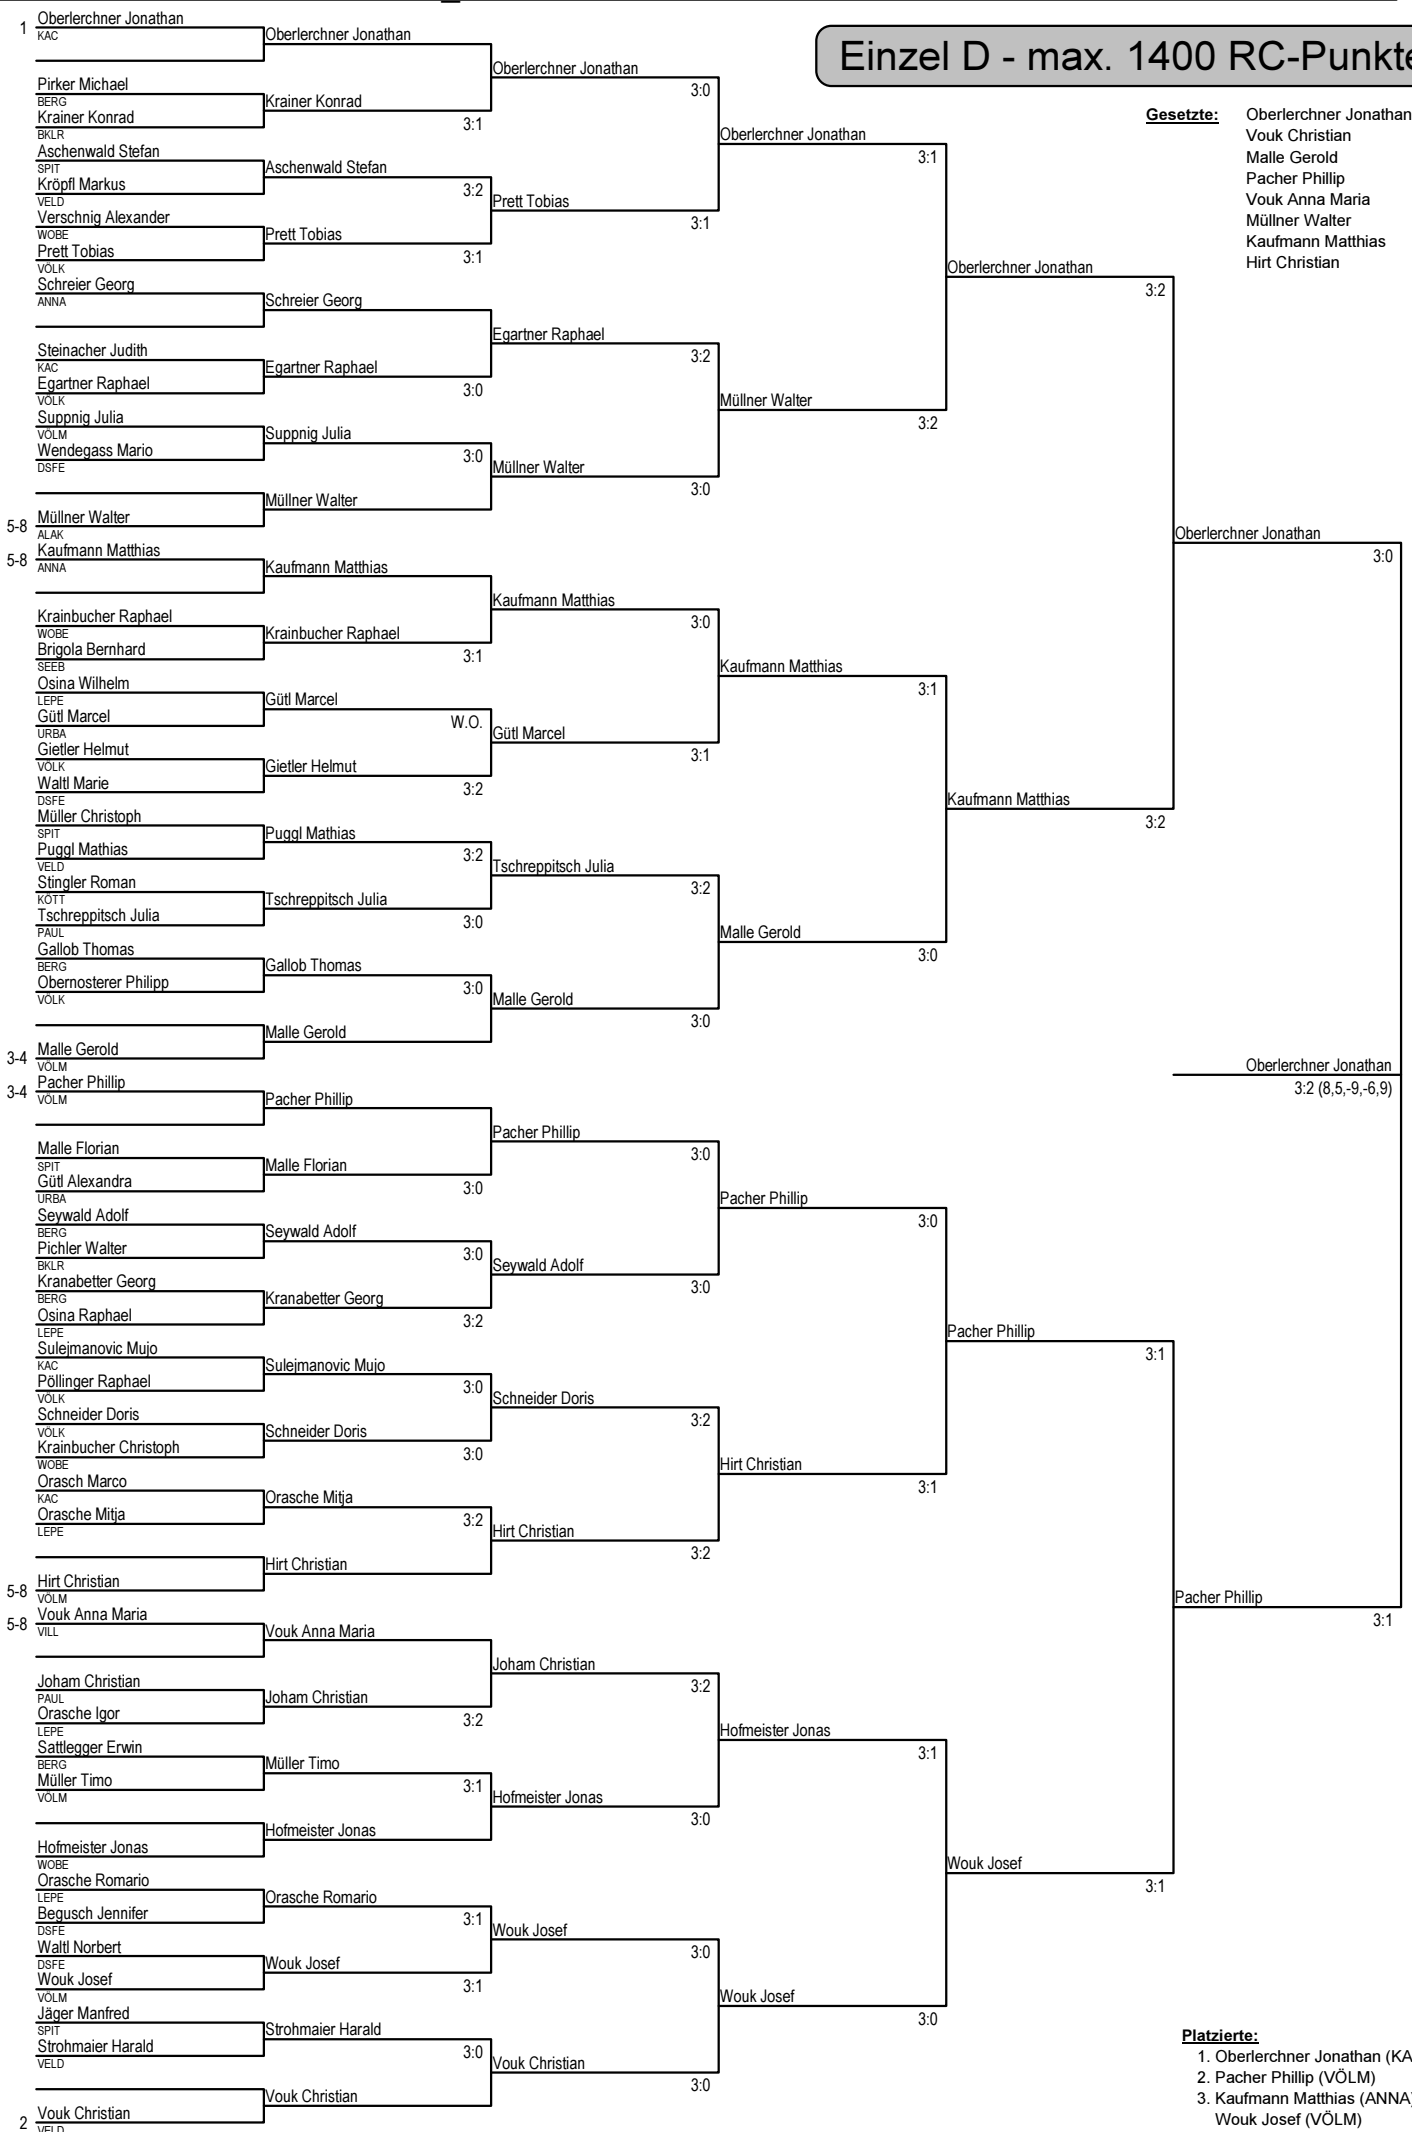 Einzel D - max. 1400 RC-Punkte
Gesetzte:
Oberlerchner Jonathan
Vouk Christian
Malle Gerold
Pacher Phillip
Vouk Anna Maria
Müllner Walter
Kaufmann Matthias
Hirt Christian
1 Oberlerchner Jonathan
KAC
Pirker Michael
BERG
Krainer Konrad
BKLR
Aschenwald Stefan
SPIT
Kröpfl Markus
VELD
Verschnig Alexander
WOBE
Prett Tobias
VÖLK
Schreier Georg
ANNA
Steinacher Judith
KAC
Egartner Raphael
VÖLK
Suppnig Julia
VÖLM
Wendegass Mario
DSFE
5-8 Müllner Walter
ALAK
5-8 Kaufmann Matthias
ANNA
Krainbucher Raphael
WOBE
Brigola Bernhard
SEEB
Osina Wilhelm
LEPE
Gütl Marcel
URBA
Gietler Helmut
VÖLK
Waltl Marie
DSFE
Müller Christoph
SPIT
Puggl Mathias
VELD
Stingler Roman
KÖTT
Tschreppitsch Julia
PAUL
Gallob Thomas
BERG
Obernosterer Philipp
VÖLK
3-4 Malle Gerold
VÖLM
3-4 Pacher Phillip
VÖLM
Malle Florian
SPIT
Gütl Alexandra
URBA
Seywald Adolf
BERG
Pichler Walter
BKLR
Kranabetter Georg
BERG
Osina Raphael
LEPE
Sulejmanovic Mujo
KAC
Pöllinger Raphael
VÖLK
Schneider Doris
VÖLK
Krainbucher Christoph
WOBE
Orasch Marco
KAC
Orasche Mitja
LEPE
5-8 Hirt Christian
VÖLM
5-8 Vouk Anna Maria
VILL
Joham Christian
PAUL
Orasche Igor
LEPE
Sattlegger Erwin
BERG
Müller Timo
VÖLM
Hofmeister Jonas
WOBE
Orasche Romario
LEPE
Begusch Jennifer
DSFE
Waltl Norbert
DSFE
Wouk Josef
VÖLM
Jäger Manfred
SPIT
Strohmaier Harald
VELD
2 Vouk Christian
VELD
Oberlerchner Jonathan
Krainer Konrad
3:1
Aschenwald Stefan
3:2
Prett Tobias
3:1
Schreier Georg
Egartner Raphael
3:0
Suppnig Julia
3:0
Müllner Walter
Kaufmann Matthias
Krainbucher Raphael
3:1
Gütl Marcel
W.O.
Gietler Helmut
3:2
Puggl Mathias
3:2
Tschreppitsch Julia
3:0
Gallob Thomas
3:0
Malle Gerold
Pacher Phillip
Malle Florian
3:0
Seywald Adolf
3:0
Kranabetter Georg
3:2
Sulejmanovic Mujo
3:0
Schneider Doris
3:0
Orasche Mitja
3:2
Hirt Christian
Vouk Anna Maria
Joham Christian
3:2
Müller Timo
3:1
Hofmeister Jonas
Orasche Romario
3:1
Wouk Josef
3:1
Strohmaier Harald
3:0
Vouk Christian
Oberlerchner Jonathan
3:0
Prett Tobias
3:1
Egartner Raphael
3:2
Müllner Walter
3:0
Kaufmann Matthias
3:0
Gütl Marcel
3:1
Tschreppitsch Julia
3:2
Malle Gerold
3:0
Pacher Phillip
3:0
Seywald Adolf
3:0
Schneider Doris
3:2
Hirt Christian
3:2
Joham Christian
3:2
Hofmeister Jonas
3:0
Wouk Josef
3:0
Vouk Christian
3:0
Oberlerchner Jonathan
3:1
Müllner Walter
3:2
Kaufmann Matthias
3:1
Malle Gerold
3:0
Pacher Phillip
3:0
Hirt Christian
3:1
Hofmeister Jonas
3:1
Wouk Josef
3:0
Oberlerchner Jonathan
3:2
Kaufmann Matthias
3:2
Pacher Phillip
3:1
Wouk Josef
3:1
Oberlerchner Jonathan
3:0
Pacher Phillip
3:1
Oberlerchner Jonathan
3:2 (8,5,-9,-6,9)
Platzierte:
1. Oberlerchner Jonathan (KA
2. Pacher Phillip (VÖLM)
3. Kaufmann Matthias (ANNA)
Wouk Josef (VÖLM)